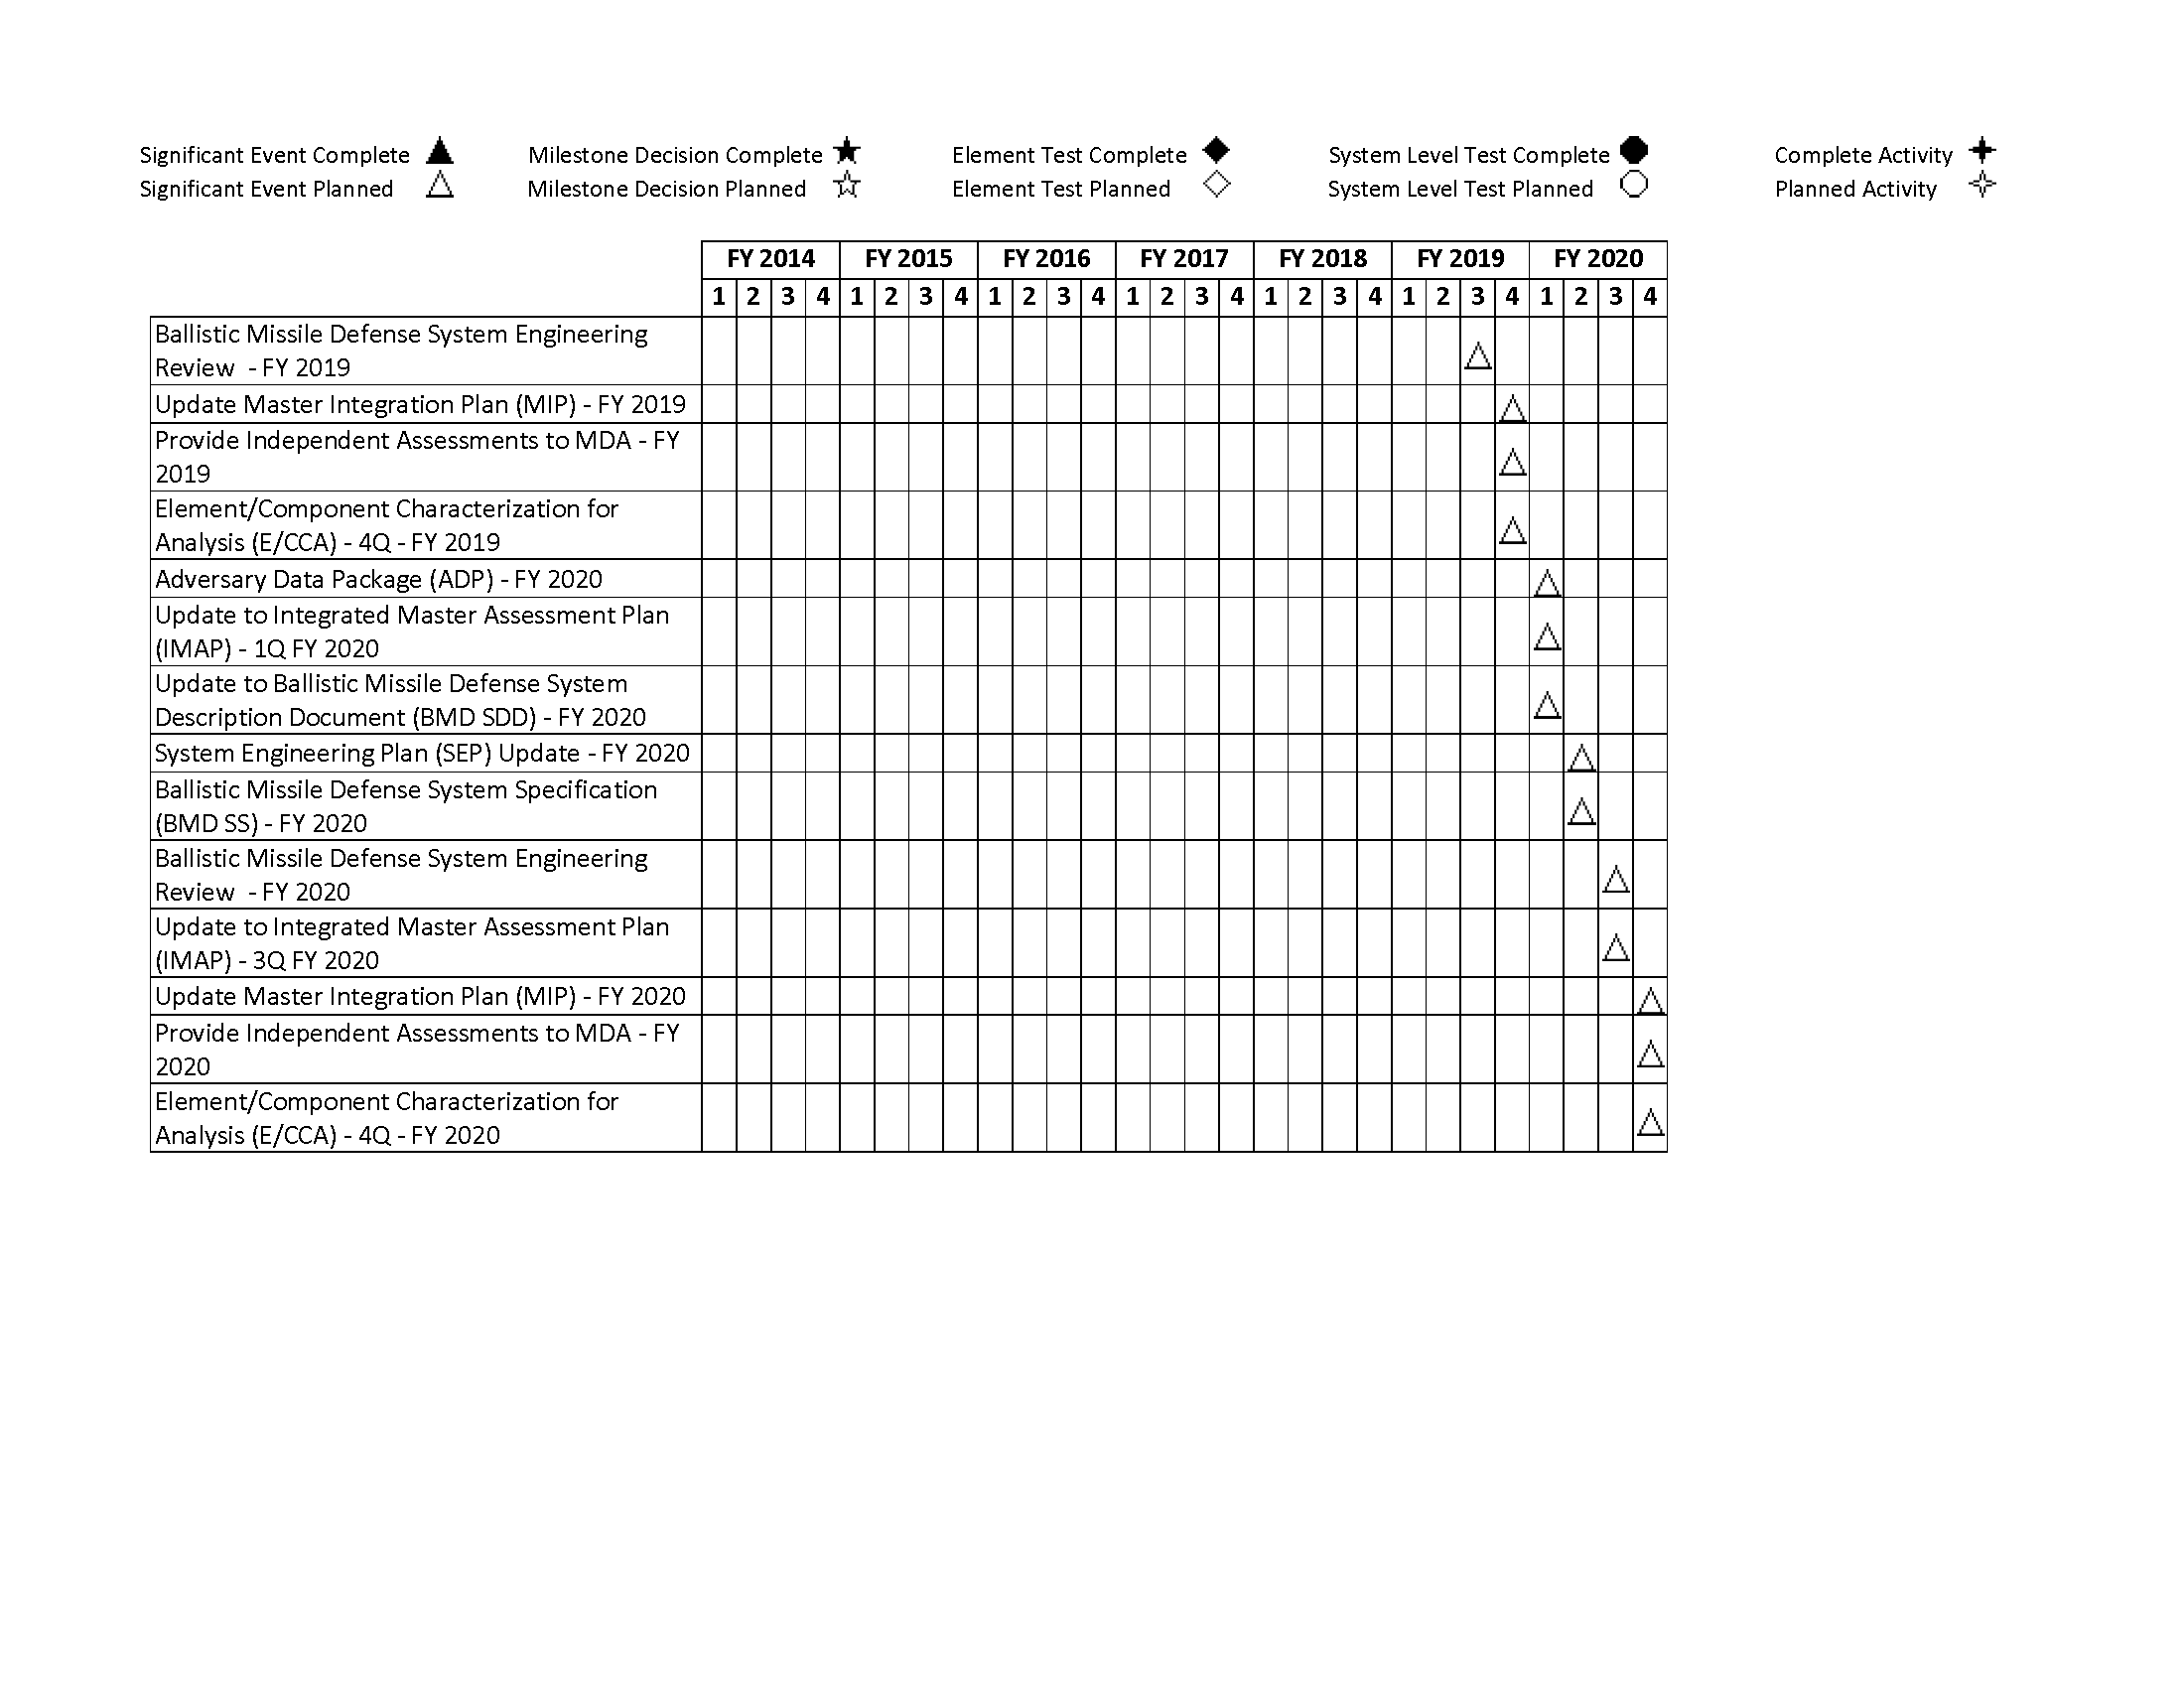 Significant Event Complete Milestone Decision Complete Element Test Complete System Level Test Complete Complete Activity
Significant Event Planned Milestone Decision Planned Element Test Planned System Level Test Planned Planned Activity
FY 2014 FY 2015 FY 2016 FY 2017 FY 2018 FY 2019 FY 2020
1 2 3 4 1 2 3 4 1 2 3 4 1 2 3 4 1 2 3 4 1 2 3 4 1 2 3 4
Ballistic Missile Defense System Engineering
Review - FY 2019
Update Master Integration Plan (MIP) - FY 2019
Provide Independent Assessments to MDA - FY
2019
Element/Component Characterization for
Analysis (E/CCA) - 4Q - FY 2019
Adversary Data Package (ADP) - FY 2020
Update to Integrated Master Assessment Plan
(IMAP) - 1Q FY 2020
Update to Ballistic Missile Defense System
Description Document (BMD SDD) - FY 2020
System Engineering Plan (SEP) Update - FY 2020
Ballistic Missile Defense System Specification
(BMD SS) - FY 2020
Ballistic Missile Defense System Engineering
Review - FY 2020
Update to Integrated Master Assessment Plan
(IMAP) - 3Q FY 2020
Update Master Integration Plan (MIP) - FY 2020
Provide Independent Assessments to MDA - FY
2020
Element/Component Characterization for
Analysis (E/CCA) - 4Q - FY 2020